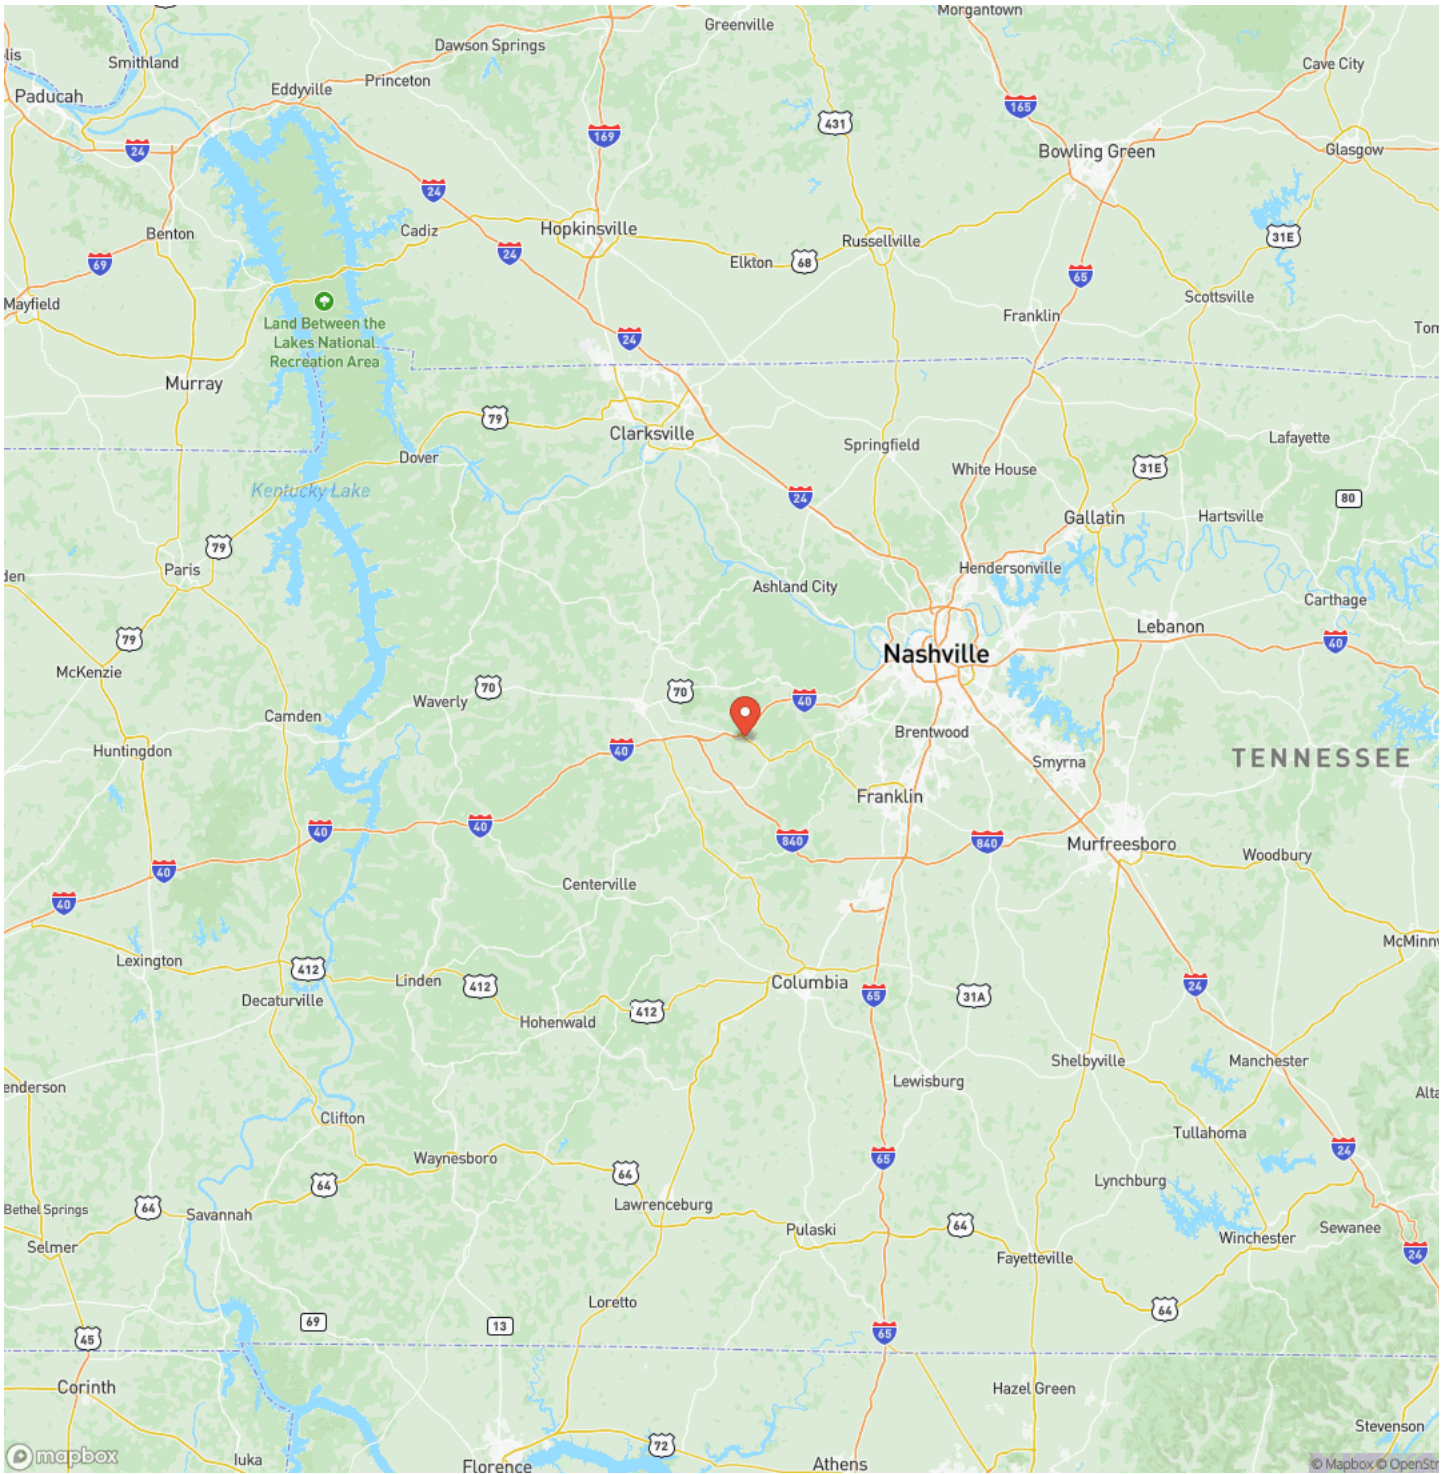 Morgantown
Greenville
Dawson Springs
lis
Smithland
Cave City
Princeton
Eddyville
Paducah
165
431
169
24
Bowling Green
Glasgow
24
Cadiz
Hopkinsville
Benton
Russellville
31E
24
Elkton
68
69
65
Mayfield
Scottsville
Franklin
Land Between the
Lakes National
Recreation Area
Tom
24
Murray
79
Clarksville
Springfield
Lafayette
Dover
White House
31E
Kentucky Lake
24
80
Gallatin
Hartsville
79
Paris
den
Hendersonville
Ashland City
Carthage
79
Lebanon
40
Nashville
McKenzie
70
70
Waverly
40
Camden
Brentwood
Huntingdon
40
TENNESSEE
Smyrna
Franklin
40
40
840
840
Murfreesboro
Woodbury
40
Centerville
40
McMinnv
Lexington
412
Linden
412
Columbia
24
65
31A
Decaturville
412
Hohenwald
Shelbyville
Manchester
Lewisburg
enderson
Alta
Clifton
Tullahoma
24
Waynesboro
65
64
Lynchburg
64
Lawrenceburg
64
Bethel Springs
Savannah
64
Sewanee
Pulaski
Winchester
Selmer
24
Fayetteville
Loretto
64
69
13
65
45
Corinth
Hazel Green
Stevenson
72
mapbox
Iuka
Florence
Athens
© Mapbox © OpenStr